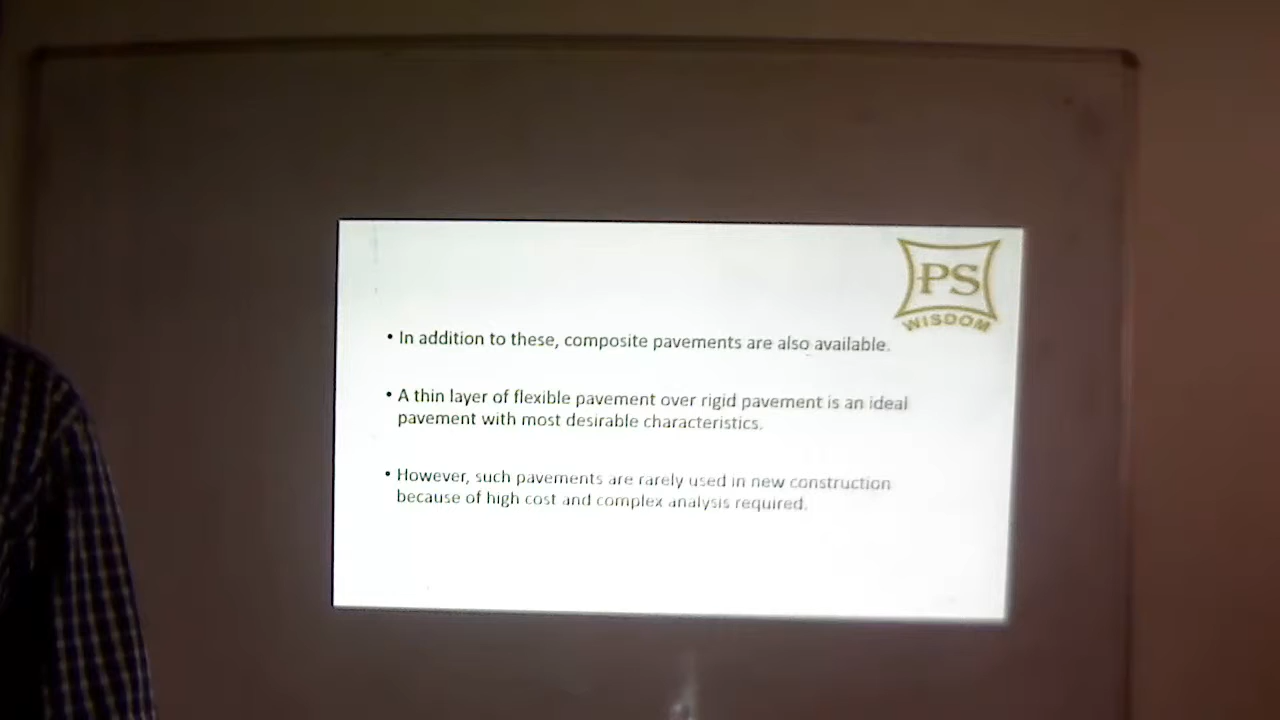 PS
WISDOM
• In addition to these, composite pavements are also available.
• A thin layer of flexible pavement over rigid pavement is an ideal
pavement with most desirable characteristics.
• However, such pavements are rarely used in new construction
because of high cost and complex analysis required.